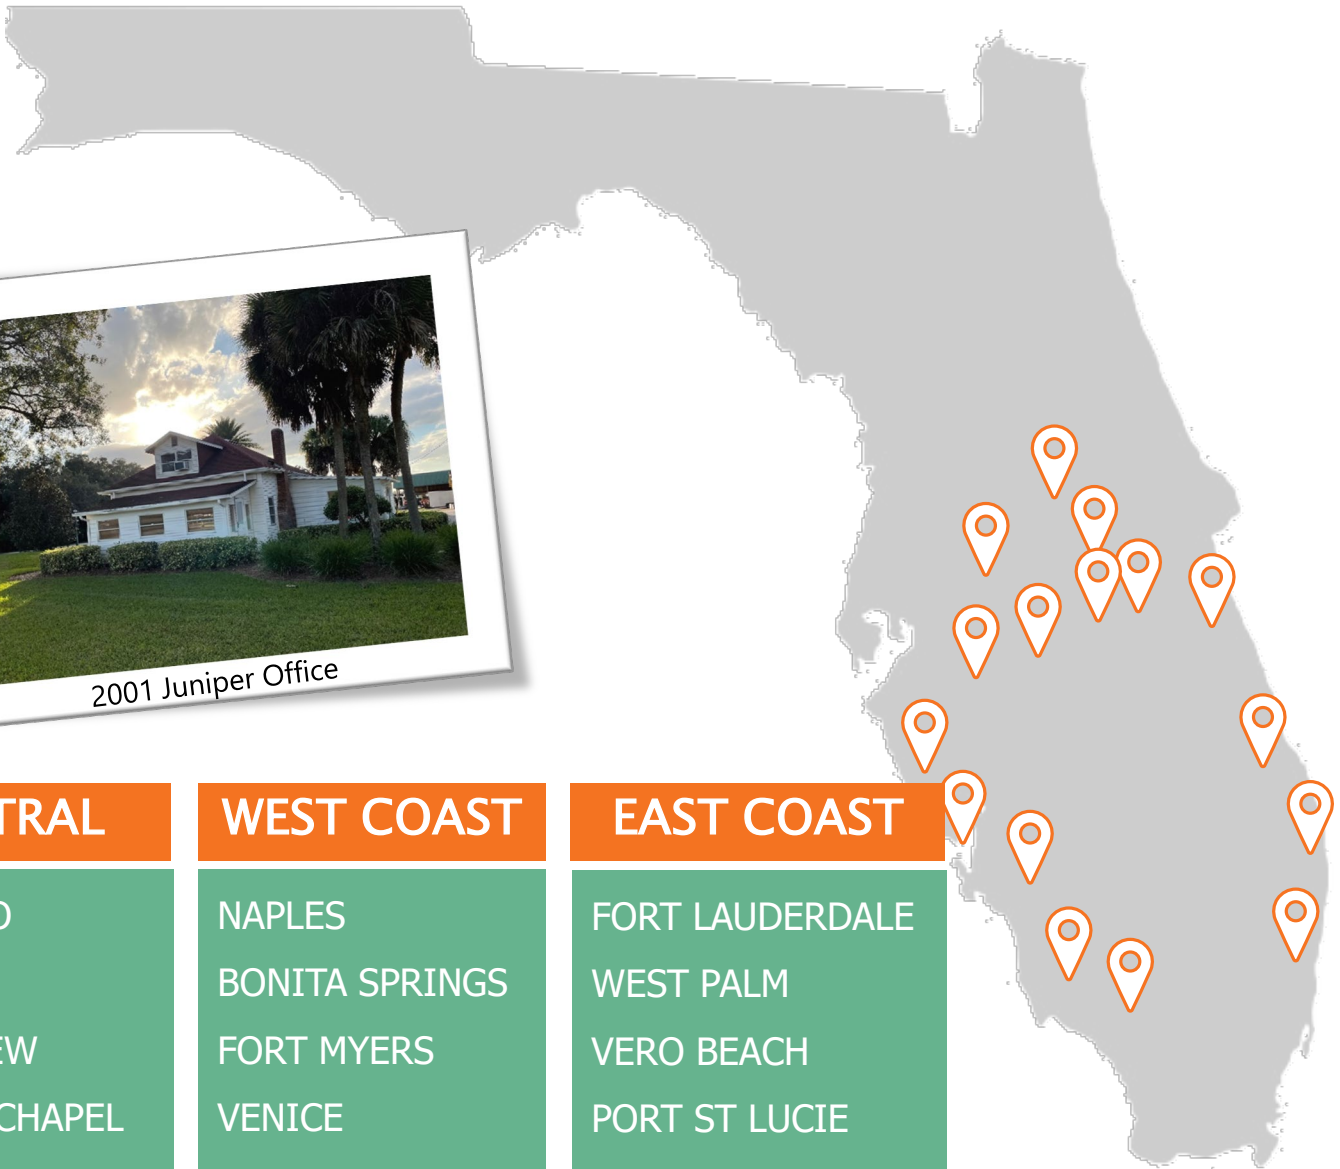 2001 Juniper Office
TRAL
WEST COAST
EAST COAST
NAPLES
BONITA SPRINGS
FORT MYERS
VENICE
FORT LAUDERDALE
WEST PALM
VERO BEACH
PORT ST LUCIE
CHAPEL